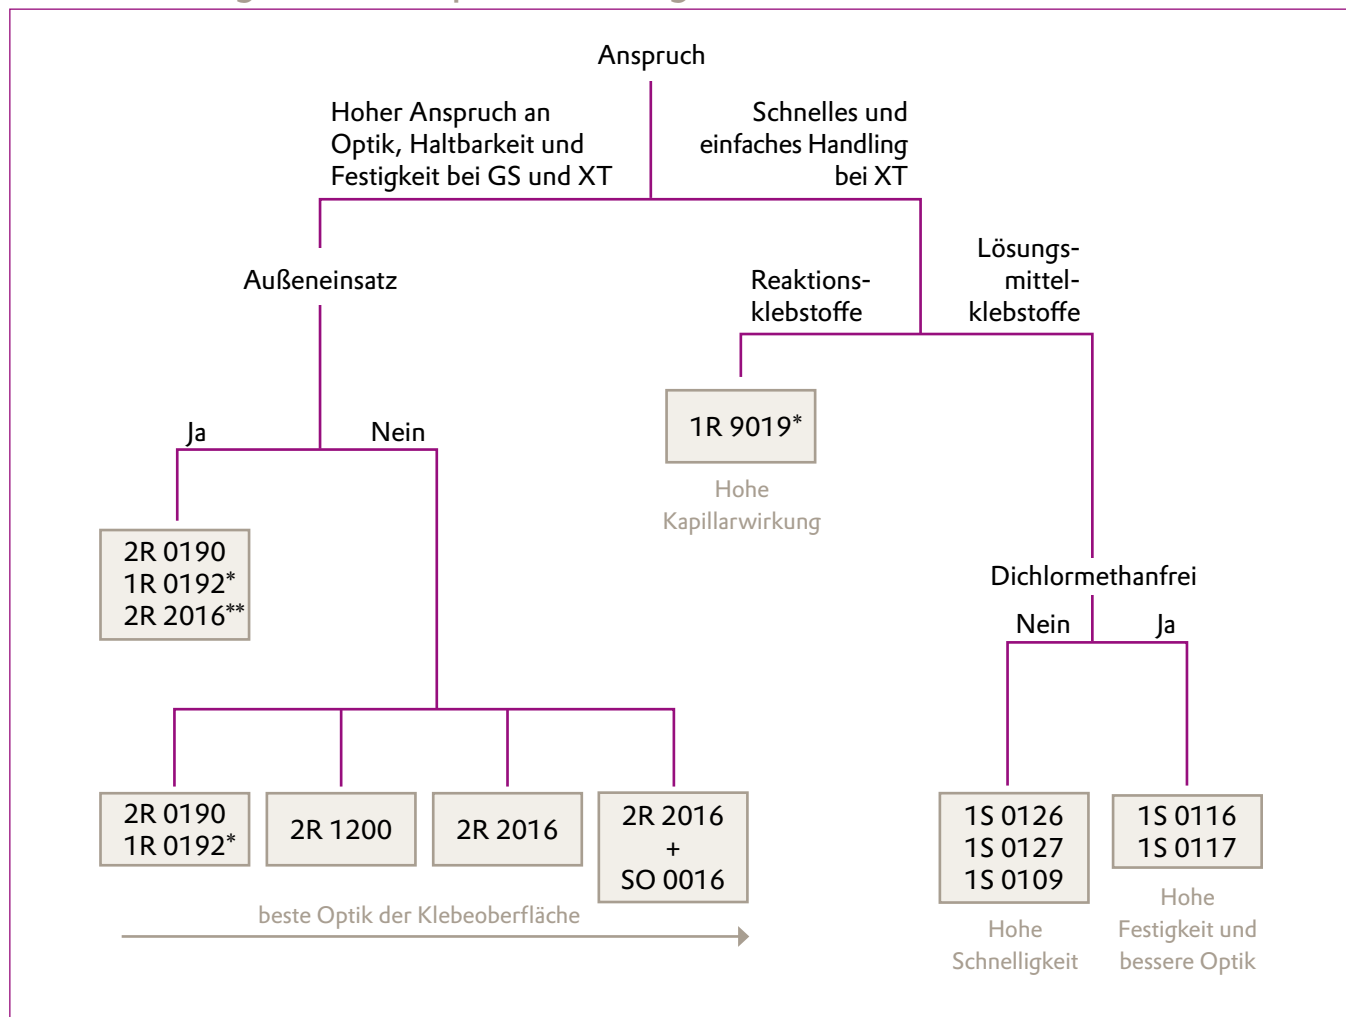 Anspruch
Hoher Anspruch an
Optik, Haltbarkeit und
Festigkeit bei GS und XT
Schnelles und
einfaches Handling
bei XT
Außeneinsatz
Reaktions-
klebstoffe
Lösungs-
mittel-
klebstoffe
Ja
Nein
1R 9019*
Hohe
Kapillarwirkung
2R 0190
1R 0192*
2R 2016**
Dichlormethanfrei
Nein
Ja
2R 0190
1R 0192*
2R 1200
2R 2016
2R 2016
+
SO 0016
beste Optik der Klebeoberfläche
1S 0126
1S 0127
1S 0109
Hohe
Schnelligkeit
1S 0116
1S 0117
Hohe
Festigkeit und
bessere Optik